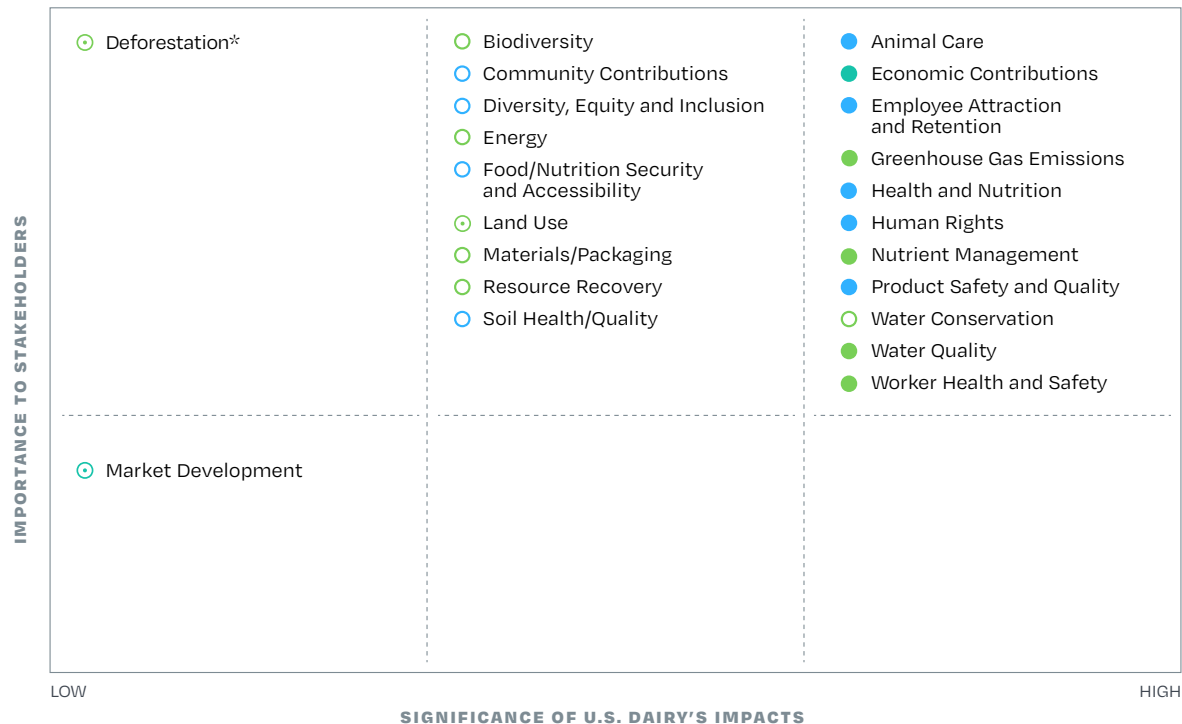 IMPORTANCE TO STAKEHOLDERS
Deforestation*
Market Development
Biodiversity
Community Contributions
Diversity, Equity and Inclusion
Energy
Food/Nutrition Security
and Accessibility
Land Use
Materials/Packaging
Resource Recovery
Soil Health/Quality
Animal Care
Economic Contributions
Employee Attraction
and Retention
Greenhouse Gas Emissions
Health and Nutrition
Human Rights
Nutrient Management
Product Safety and Quality
Water Conservation
Water Quality
Worker Health and Safety
LOW
HIGH
SIGNIFICANCE OF U.S. DAIRY'S IMPACTS